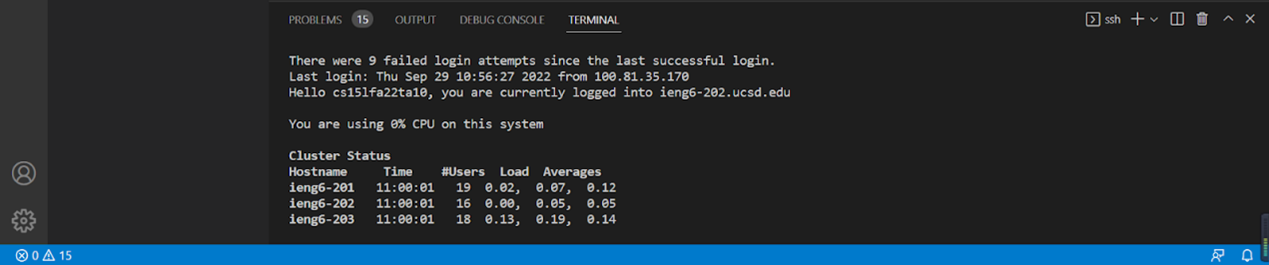 PROBLEMS 15 OUTPUT DEBUG CONSOLE TERMINAL ssh
There were 9 failed login attempts since the last successful login.
Last login: Thu Sep 29 10:56:27 2022 from 100.81.35.170
Hello cs15lfa22ta10, you are currently logged into ieng6-202.ucsd.edu
You are using 0% CPU on this system
Cluster Status
Hostname Time #Users Load Averages
ieng6-201 11:00:01 19 0.02, 0.07, 0.12
ieng6-202 11:00:01 16 0.00, 0.05, 0.05
ieng6-203 11:00:01 18 0.13, 0.19, 0.14
0 15